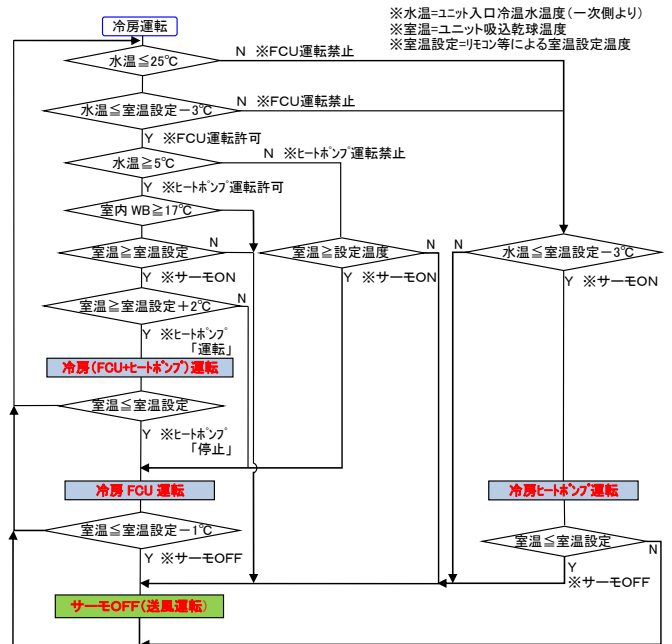 冷房運転
※水温=ユニット入口冷温水温度(一次側より)
※室温=ユニット吸込乾球温度
※室温設定=リモコン等による室温設定温度
水温≦25℃
N ※FCU運転禁止
水温≦室温設定-3℃
N ※FCU運転禁止
Y ※FCU運転許可
水温≧5℃
N ※ヒートポンプ運転禁止
Y ※ヒートポンプ運転許可
室内 WB≧17℃
室温≧室温設定
N
室温≧設定温度
N
N
水温≦室温設定-3℃
Y ※サーモON
Y ※サーモON
Y ※サーモON
室温≧室温設定+2℃
N
Y ※ヒートポンプ
「運転」
冷房(FCU+ヒートポンプ)運転
室温≦室温設定
Y ※ヒートポンプ
「停止」
冷房 FCU 運転
冷房ヒートポンプ運転
室温≦室温設定-1℃
室温≦室温設定
N
Y ※サーモOFF
Y
※サーモOFF
サーモOFF(送風運転)